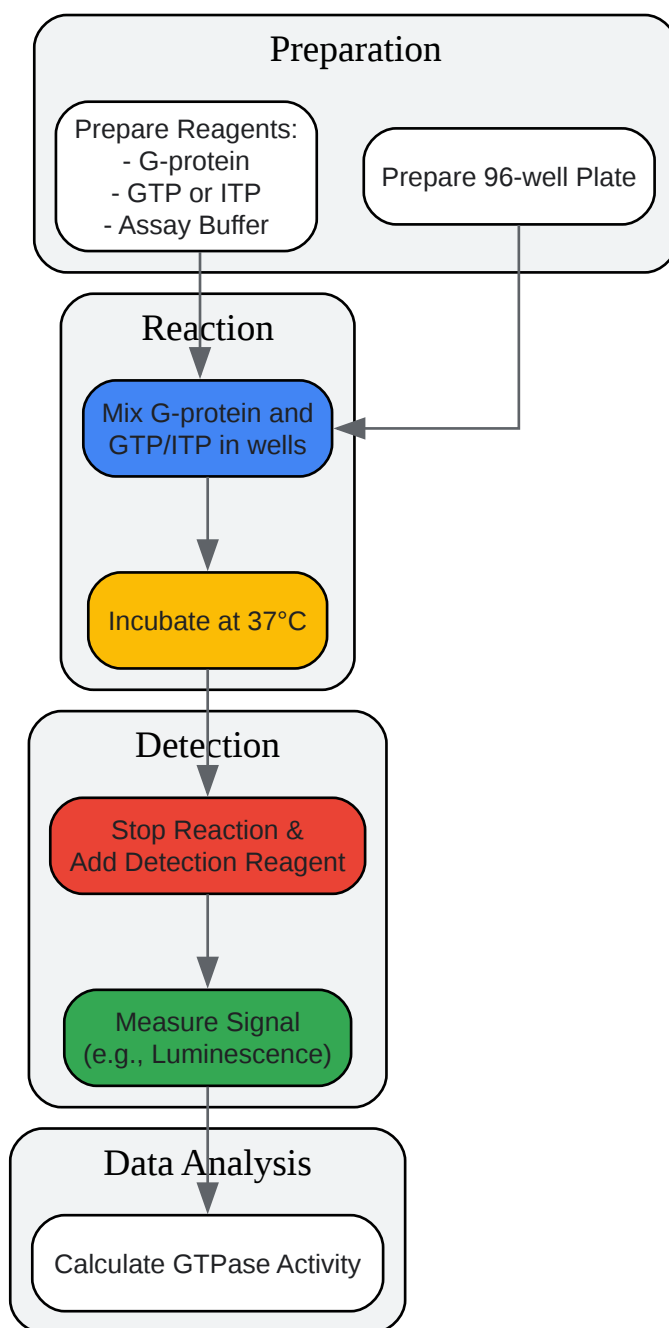 Preparation
Prepare Reagents:
- G-protein
- GTP or ITP
- Assay Buffer
Prepare 96-well Plate
Reaction
Mix G-protein and
GTP/ITP in wells
Incubate at 37°C
Detection
Stop Reaction &
Add Detection Reagent
Measure Signal
(e.g., Luminescence)
Data Analysis
Calculate GTPase Activity